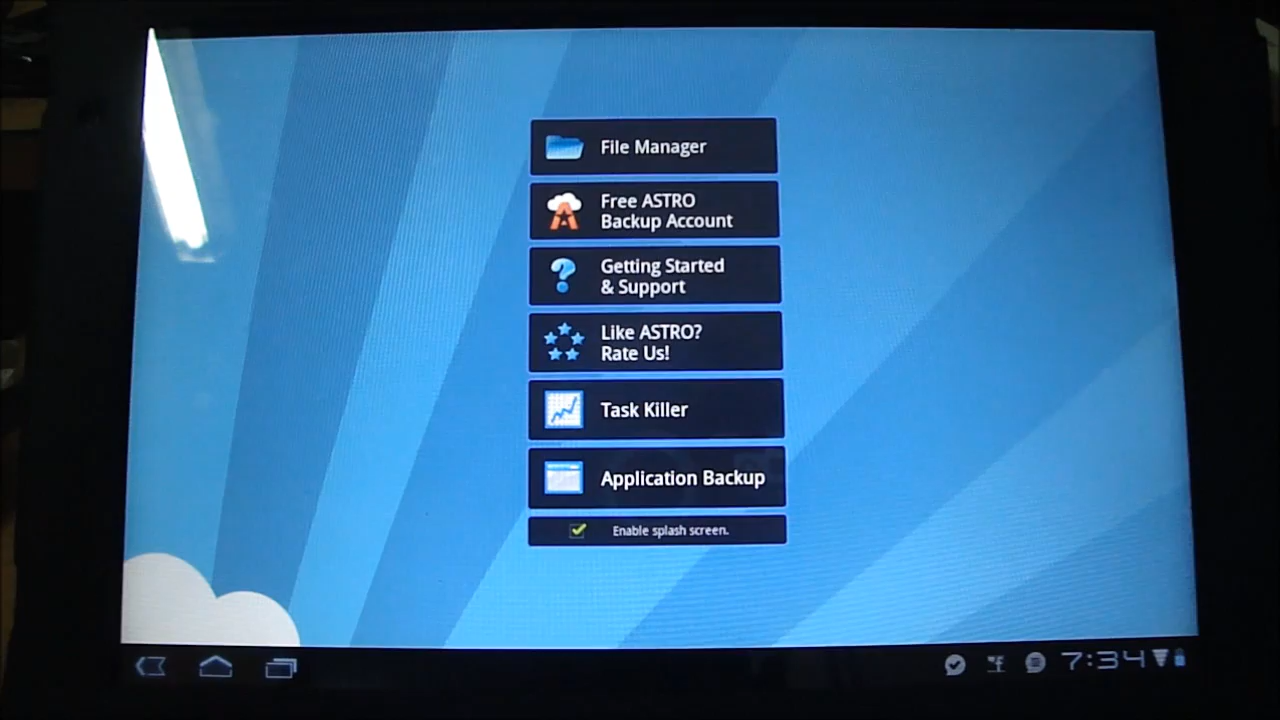 File Manager
Free ASTRO
Backup Account
Getting Started
& Support
Like ASTRO?
Rate Us!
Task Killer
Application Backup
Enable splash screen.
7:34